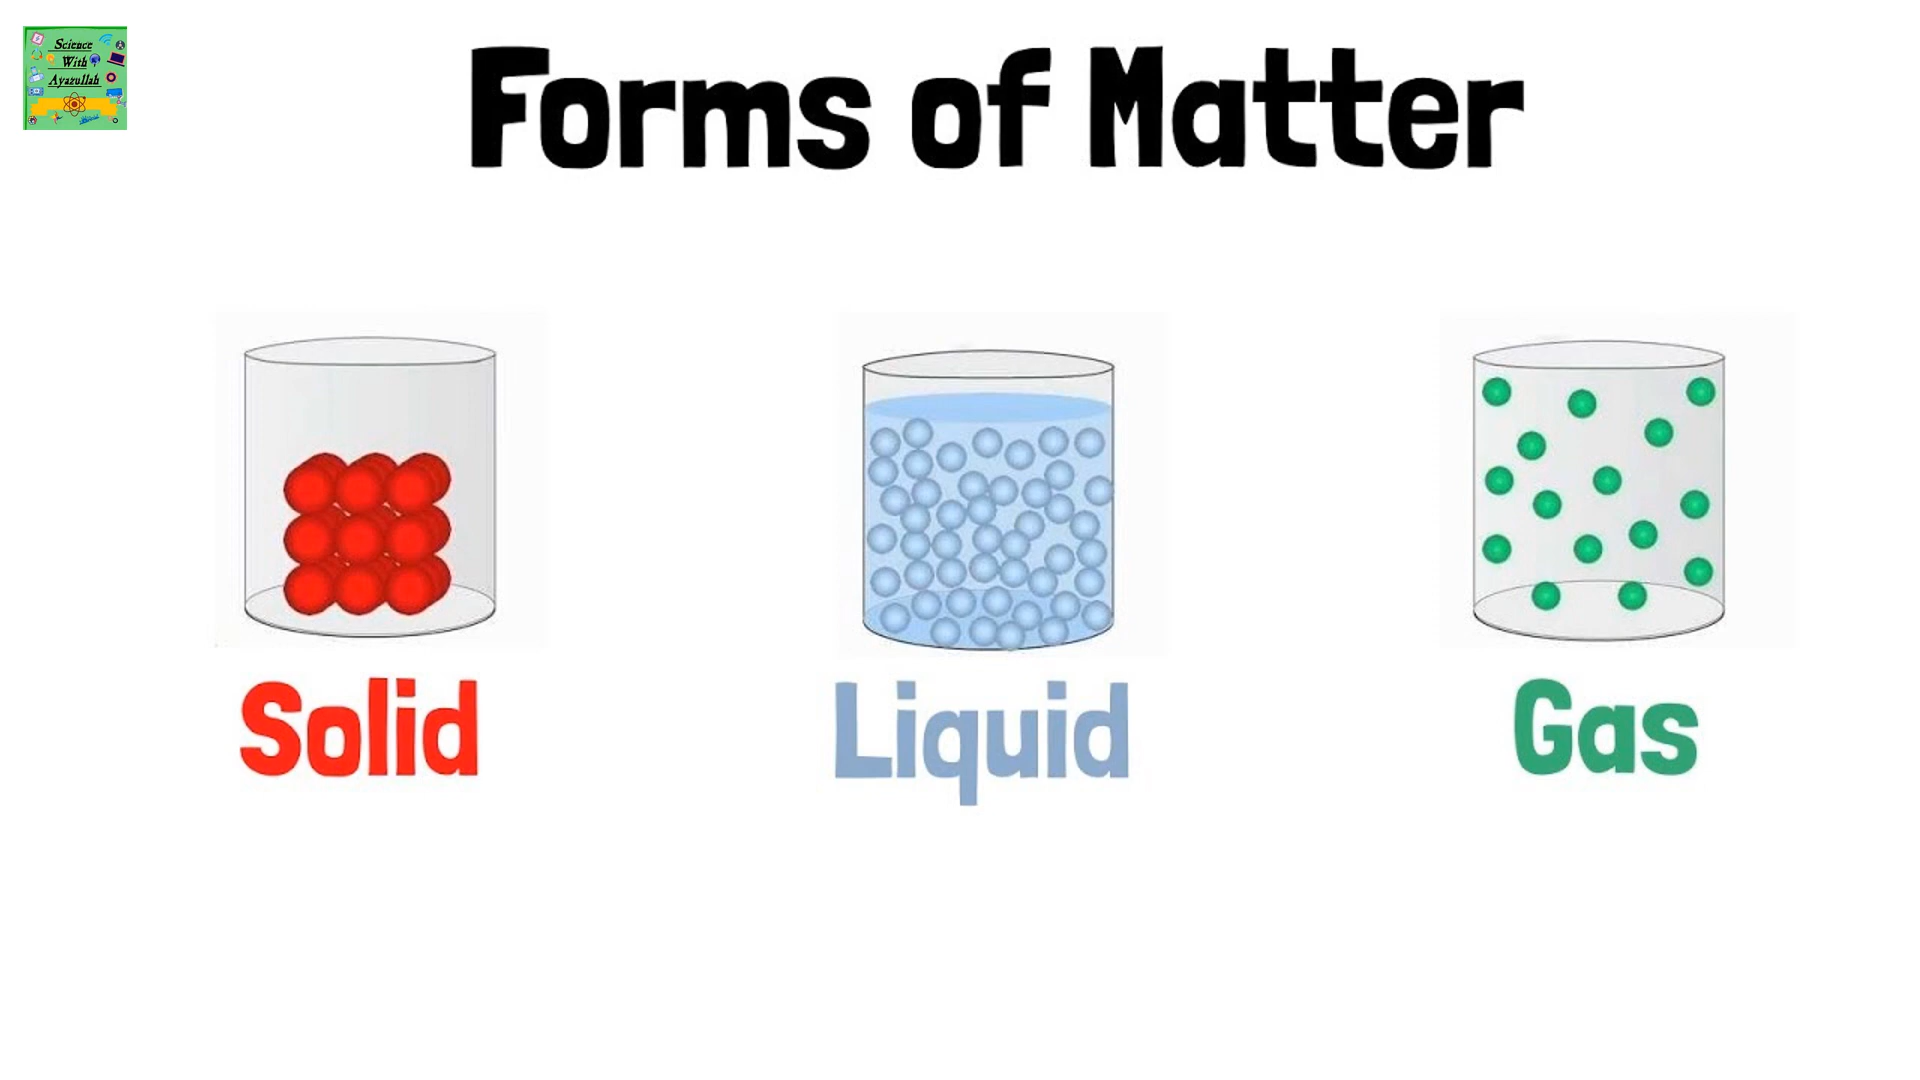 Science
With
Ayazullah
Forms of Matter
Solid
Liquid
Gas